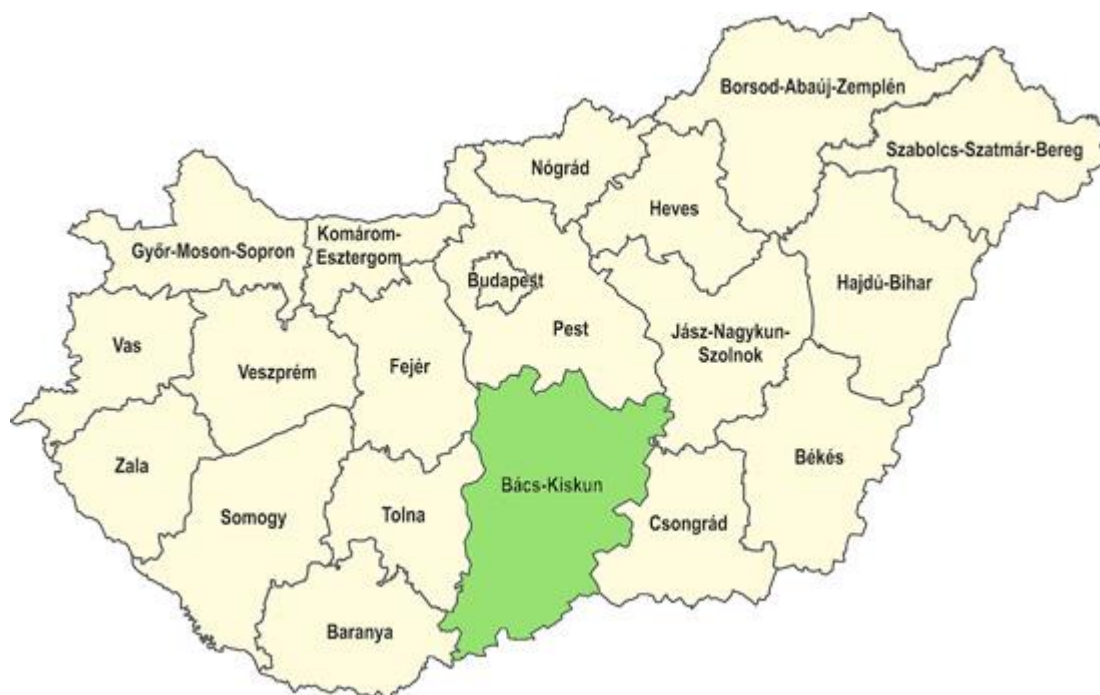 Borsod-Abaúj-Zemplén
Szabolcs-Szatmár-Bereg
Nógrád
Heves
Győr-Moson-Sopron
Komárom-
Esztergom
Budapest
Hajdú-Bihar
Pest
Jász-Nagykun-
Szolnok
Vas
Veszprém
Fejér
Zala
Somogy
Tolna
Bács-Kiskun
Csongrád
Békés
Baranya